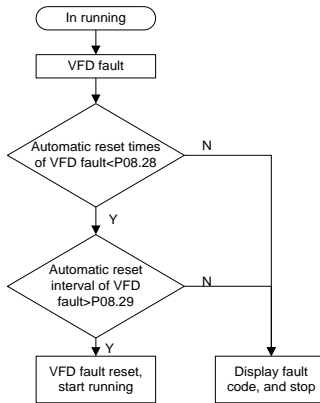 In running
VFD fault
Automatic reset times
of VFD fault<P08.28
N
Y
Automatic reset
interval of VFD
fault>P08.29
N
Y
VFD fault reset,
start running
Display fault
code, and stop